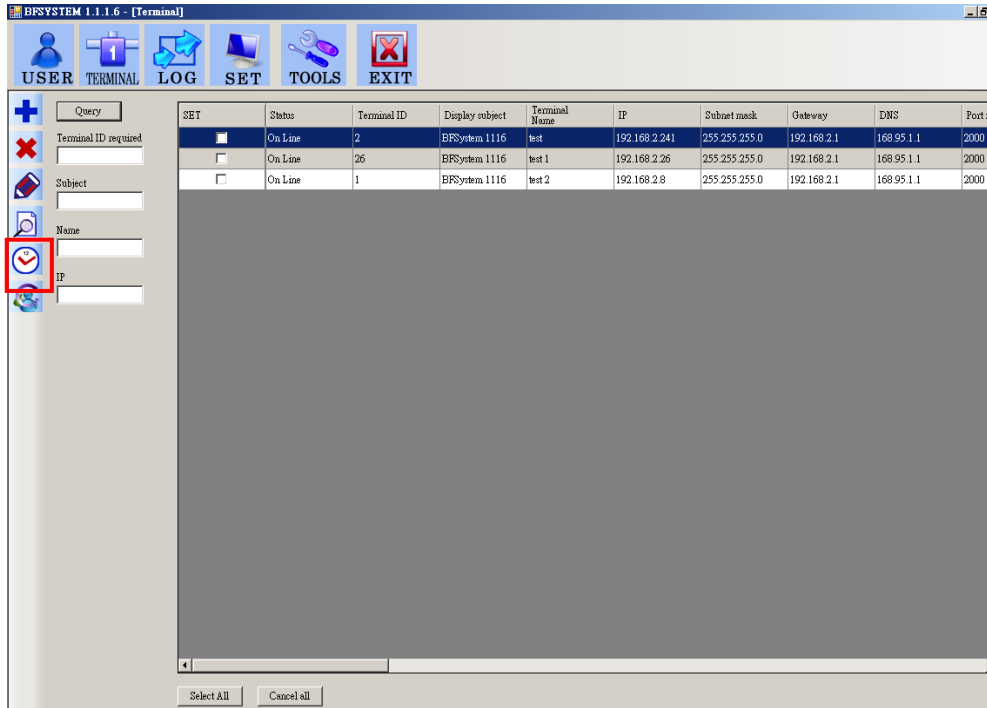 BFSYSTEM 1.1.1.6 - [Terminal]
USER TERMINAL LOG SET TOOLS EXIT
1
Query
Terminal ID required
Subject
Name
12
IP
SET Status Terminal ID Display subject Terminal Name IP Subnet mask Gateway DNS Port
On Line 2 BFSystem 1116 test 192.168.2.241 255.255.255.0 192.168.2.1 168.95.1.1 2000
On Line 26 BFSystem 1116 test 1 192.168.2.26 255.255.255.0 192.168.2.1 168.95.1.1 2000
On Line 1 BFSystem 1116 test 2 192.168.2.8 255.255.255.0 192.168.2.1 168.95.1.1 2000
Select All Cancel all